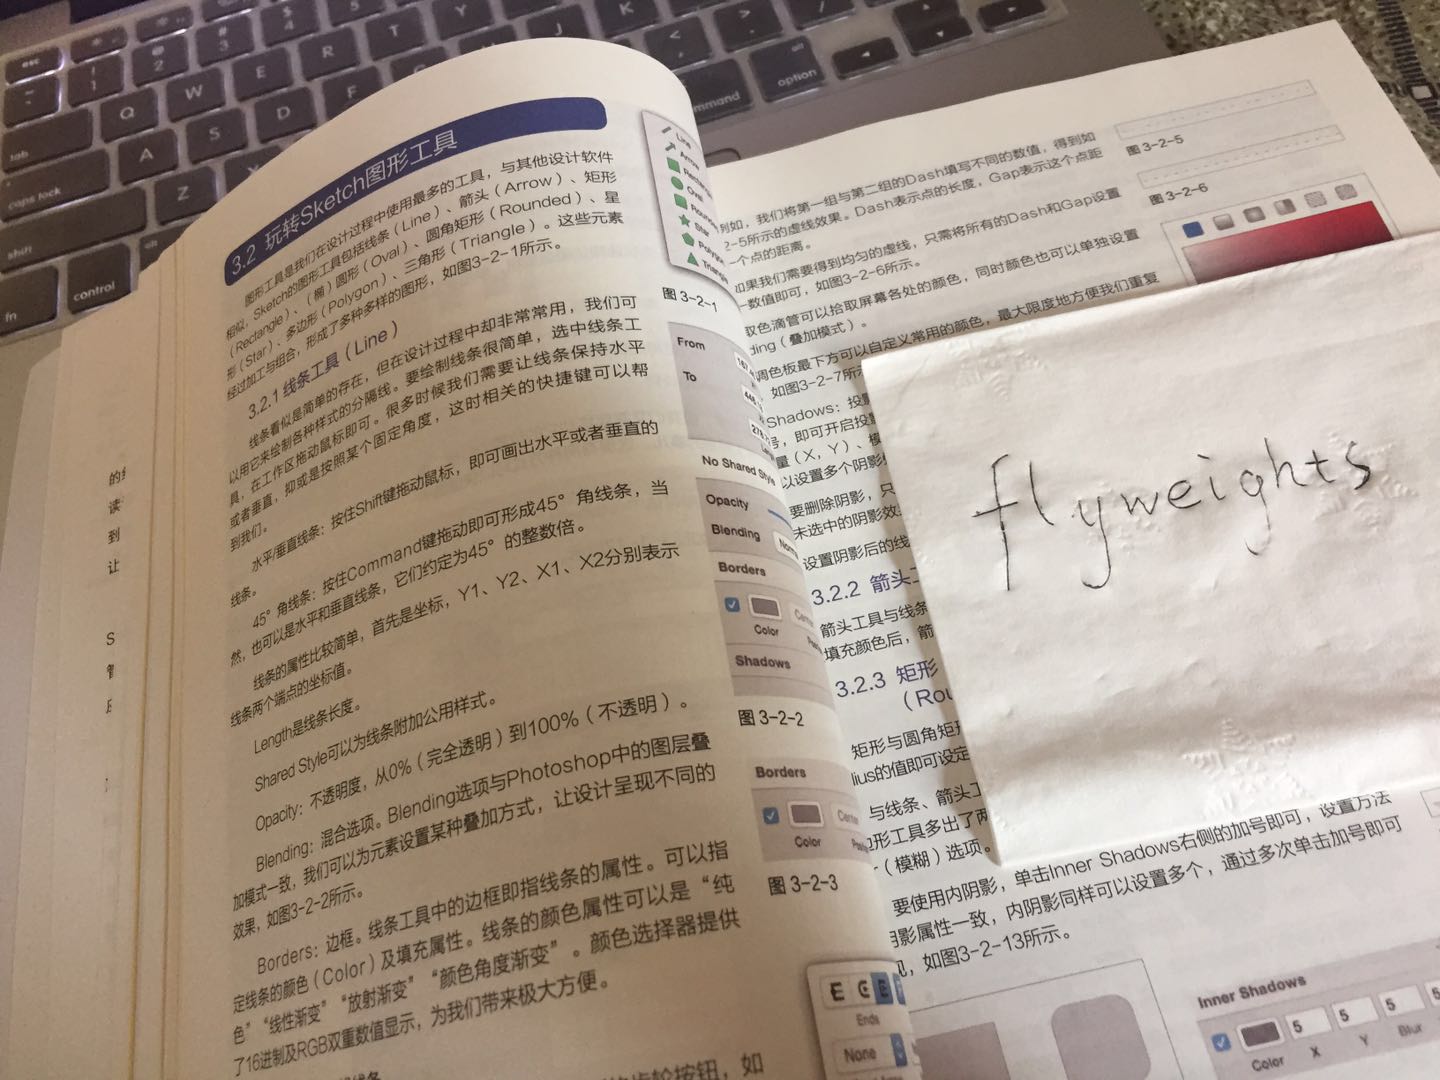 esc
Q
W
E
R
T
Y
A
S
D
F
Z
X
tab
caps lock
shift
fn
control
alt
option
command
3.2 玩转Sketch图形工具
图形工具是我们在设计过程中使用最多的工具，与其他设计软件
相似，Sketch的图形工具包括线条（Line）、箭头（Arrow）、矩形
（Rectangle）、（椭）圆形（Oval）、圆角矩形（Rounded）、星
形（Star）、多边形（Polygon）、三角形（Triangle）。这些元素
经过加工与组合，形成了多种多样的图形，如图3-2-1所示。
3.2.1 线条工具（Line）
线条看似是简单的存在，但在设计过程中却非常常用，我们可
以用它来绘制各种样式的分隔线。要绘制线条很简单，选中线条工
具，在工作区拖动鼠标即可。很多时候我们需要让线条保持水平
或者垂直，抑或是按照某个固定角度，这时相关的快捷键可以帮
到我们。
水平/垂直线条：按住Shift键拖动鼠标，即可画出水平或者垂直的
线条。
45°角线条：按住Command键拖动即可形成45°角线条，当
然，也可以是水平和垂直线条，它们约定为45°的整数倍。
线条的属性比较简单，首先是坐标，Y1、Y2、X1、X2分别表示
线条两个端点的坐标值。
Length是线条长度。
Shared Style可以为线条附加公用样式。
Opacity：不透明度，从0%（完全透明）到100%（不透明）。
Blending：混合选项。Blending选项与Photoshop中的图层叠
加模式一致，我们可以为元素设置某种叠加方式，让设计呈现不同的
效果，如图3-2-2所示。
Borders：边框。线条工具中的边框即指线条的属性。可以指
定线条的颜色（Color）及填充属性。线条的颜色属性可以是“纯
色”“线性渐变”“放射渐变”“颜色角度渐变”。颜色选择器提供
了16进制及RGB双重数值显示，为我们带来极大方便。
齿轮按钮，如
Line
Arrow
Rectangle
Oval
Round
Star
Polygon
Triangle
图 3-2-1
From
To
No Shared Style
Opacity
Blending
Borders
Color
Shadows
图 3-2-2
Borders
Center
Color
图 3-2-3
Ends
None
例如，我们将第一组与第二组的Dash填写不同的数值，得到如
2-5所示的虚线效果。Dash表示点的长度，Gap表示这个点距
一个点的距离。
如果我们需要得到均匀的虚线，只需将所有的Dash和Gap设置
一数值即可，如图3-2-6所示。
取色滴管可以拾取屏幕各处的颜色，同时颜色也可以单独设置
ding（叠加模式）。
调色板最下方可以自定义常用的颜色，最大限度地方便我们重复
如图3-2-7所
Shadows：投
号，即可开启投
量（X，Y）、模
以设置多个阴影
要删除阴影，只
未选中的阴影效
设置阴影后的线
3.2.2 箭头工
箭头工具与线条
填充颜色后，箭
3.2.3 矩形
（Rou
矩形与圆角矩形
lius的值即可设定
与线条、箭头工
边形工具多出了两
（模糊）选项。
要使用内阴影，单击Inner Shadows右侧的加号即可，设置方法
阴影属性一致，内阴影同样可以设置多个，通过多次单击加号即可
现，如图3-2-13所示。
图 3-2-5
图 3-2-6
flyweights
Inner Shadows
5 5 5 5
Color X Y Blur